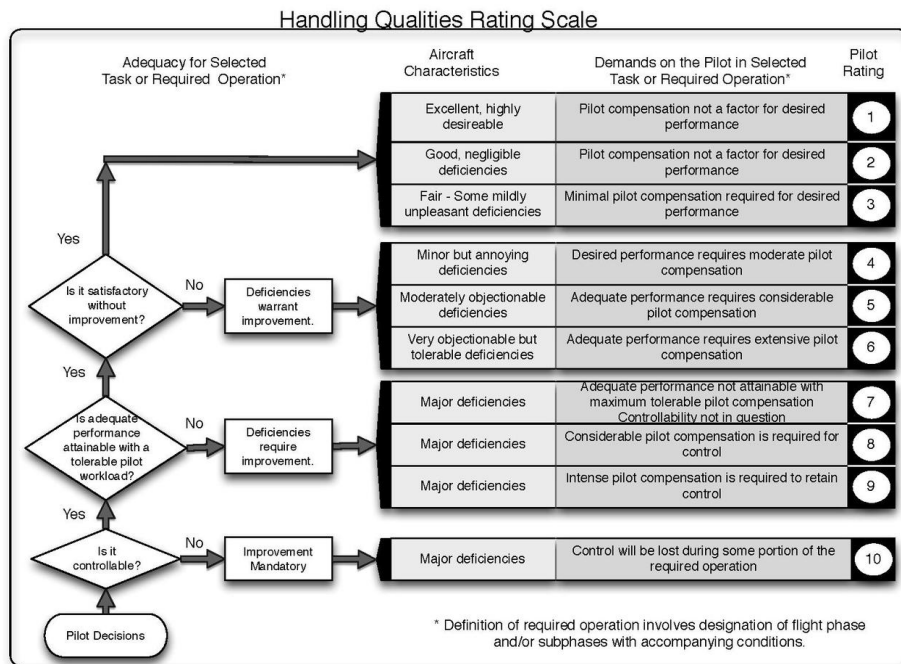 Handling Qualities Rating Scale
Adequacy for Selected
Task or Required Operation*
Aircraft
Characteristics
Demands on the Pilot in Selected
Task or Required Operation*
Pilot
Rating
Excellent, highly
desireable
Pilot compensation not a factor for desired
performance
1
Good, negligible
deficiencies
Pilot compensation not a factor for desired
performance
2
Fair - Some mildly
unpleasant deficiencies
Minimal pilot compensation required for desired
performance
3
Yes
Is it satisfactory
without
improvement?
No
Deficiencies
warrant
improvement.
Minor but annoying
deficiencies
Desired performance requires moderate pilot
compensation
4
Moderately objectionable
deficiencies
Adequate performance requires considerable
pilot compensation
5
Very objectionable but
tolerable deficiencies
Adequate performance requires extensive pilot
compensation
6
Yes
Is adequate
performance
attainable with a
tolerable pilot
workload?
No
Deficiencies
require
improvement.
Major deficiencies
Adequate performance not attainable with
maximum tolerable pilot compensation
Controllability not in question
7
Major deficiencies
Considerable pilot compensation is required for
control
8
Major deficiencies
Intense pilot compensation is required to retain
control
9
Yes
Is it
controllable?
No
Improvement
Mandatory
Major deficiencies
Control will be lost during some portion of the
required operation
10
Pilot Decisions
* Definition of required operation involves designation of flight phase
and/or subphases with accompanying conditions.